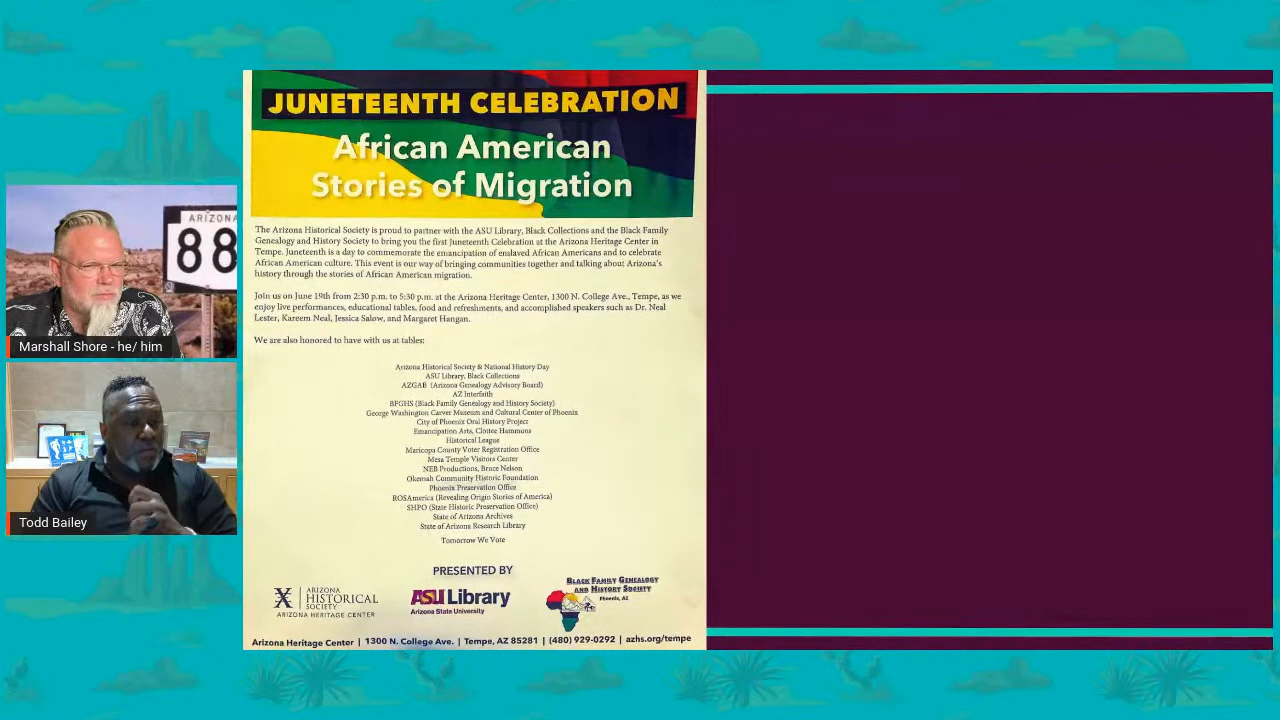 JUNETEENTH CELEBRATION
African American
Stories of Migration
The Arizona Historical Society is proud to partner with the ASU Library, Black Collections and the Black Family
Genealogy and History Society to bring you the first Juneteenth Celebration at the Arizona Heritage Center in
Tempe. Juneteenth is a day to commemorate the emancipation of enslaved African Americans and to celebrate
African American culture. This event is our way of bringing communities together and talking about Arizona's
history through the stories of African American migration.
Join us on June 19th from 2:30 p.m. to 5:30 p.m. at the Arizona Heritage Center, 1300 N. College Ave., Tempe, as we
enjoy live performances, educational tables, food and refreshments, and accomplished speakers such as Dr. Neal
Lester, Kareem Neal, Jessica Salow, and Margaret Hangan.
We are also honored to have with us at tables:
Arizona Historical Society & National History Day
ASU Library, Black Collections
AZGAB (Arizona Genealogy Advisory Board)
AZ Interfaith
BFGHS (Black Family Genealogy and History Society)
George Washington Carver Museum and Cultural Center of Phoenix
City of Phoenix Oral History Project
Emancipation Arts, Clottee Hammons
Historical League
Maricopa County Voter Registration Office
Mesa Temple Visitors Center
NEB Productions, Bruce Nelson
Okemah Community Historic Foundation
Phoenix Preservation Office
ROSAmerica (Revealing Origin Stories of America)
SHPO (State Historic Preservation Office)
State of Arizona Archives
State of Arizona Research Library
Tomorrow We Vote
PRESENTED BY
ARIZONA
HISTORICAL
SOCIETY
ARIZONA HERITAGE CENTER
ASU Library
Arizona State University
BLACK FAMILY GENEALOGY
AND HISTORY SOCIETY
Phoenix, AZ
Arizona Heritage Center | 1300 N. College Ave. | Tempe, AZ 85281 | (480) 929-0292 | azhs.org/tempe
ARIZONA
88
Marshall Shore - he/ him
Todd Bailey